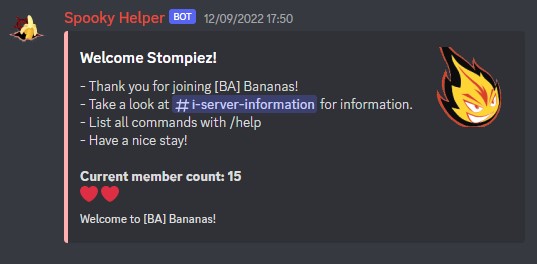 Spooky Helper BOT 12/09/2022 17:50
Welcome Stompiez!
- Thank you for joining [BA] Bananas!
- Take a look at # i-server-information for information.
- List all commands with /help
- Have a nice stay!
Current member count: 15
Welcome to [BA] Bananas!